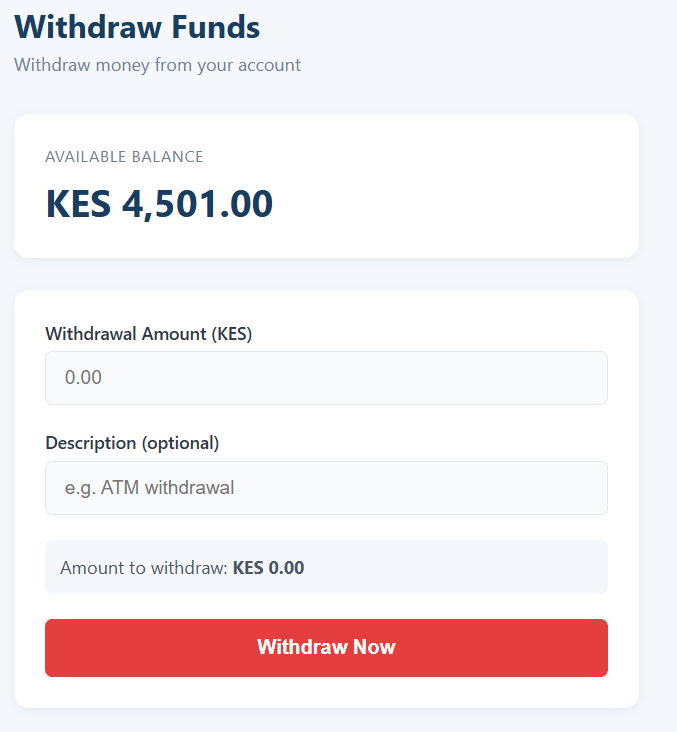 Withdraw Funds
Withdraw money from your account
AVAILABLE BALANCE
KES 4,501.00
Withdrawal Amount (KES)
0.00
Description (optional)
e.g. ATM withdrawal
Amount to withdraw: KES 0.00
Withdraw Now